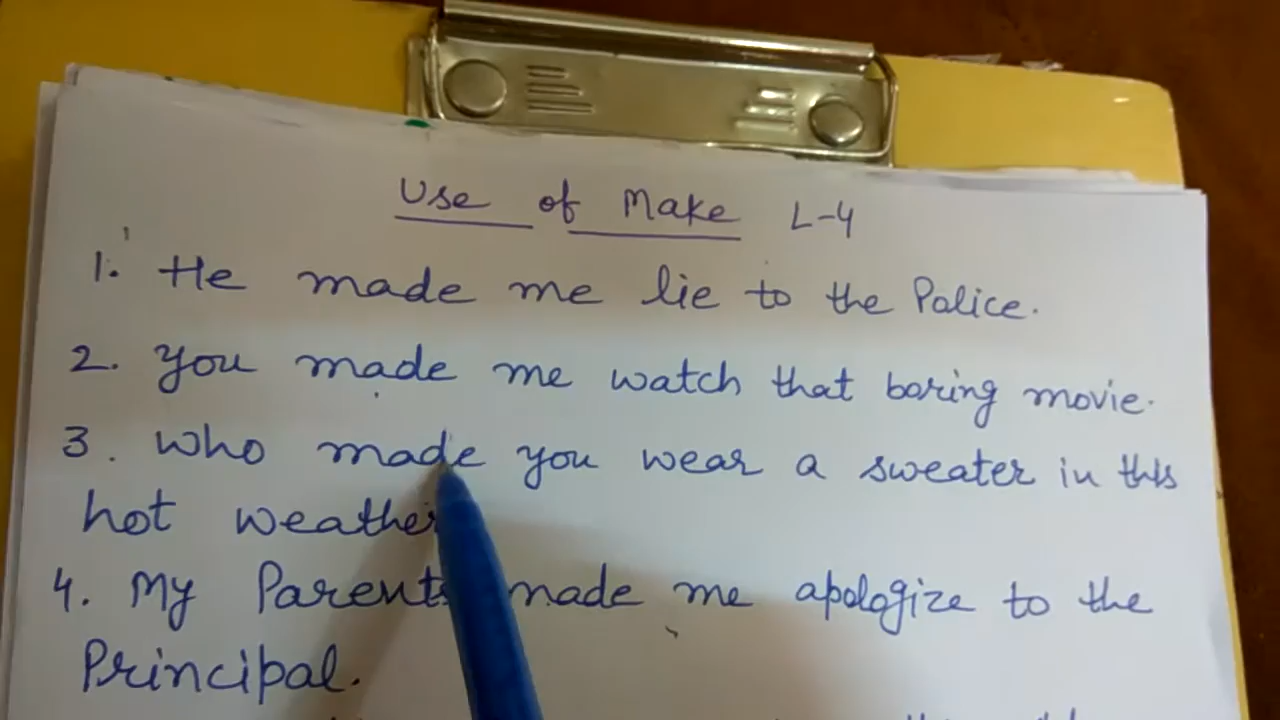 Use of Make L-4
1. He made me lie to the Police.
2. You made me watch that boring movie.
3. Who made you wear a sweater in this
hot weather
4. My Parents made me apologize to the
Principal.